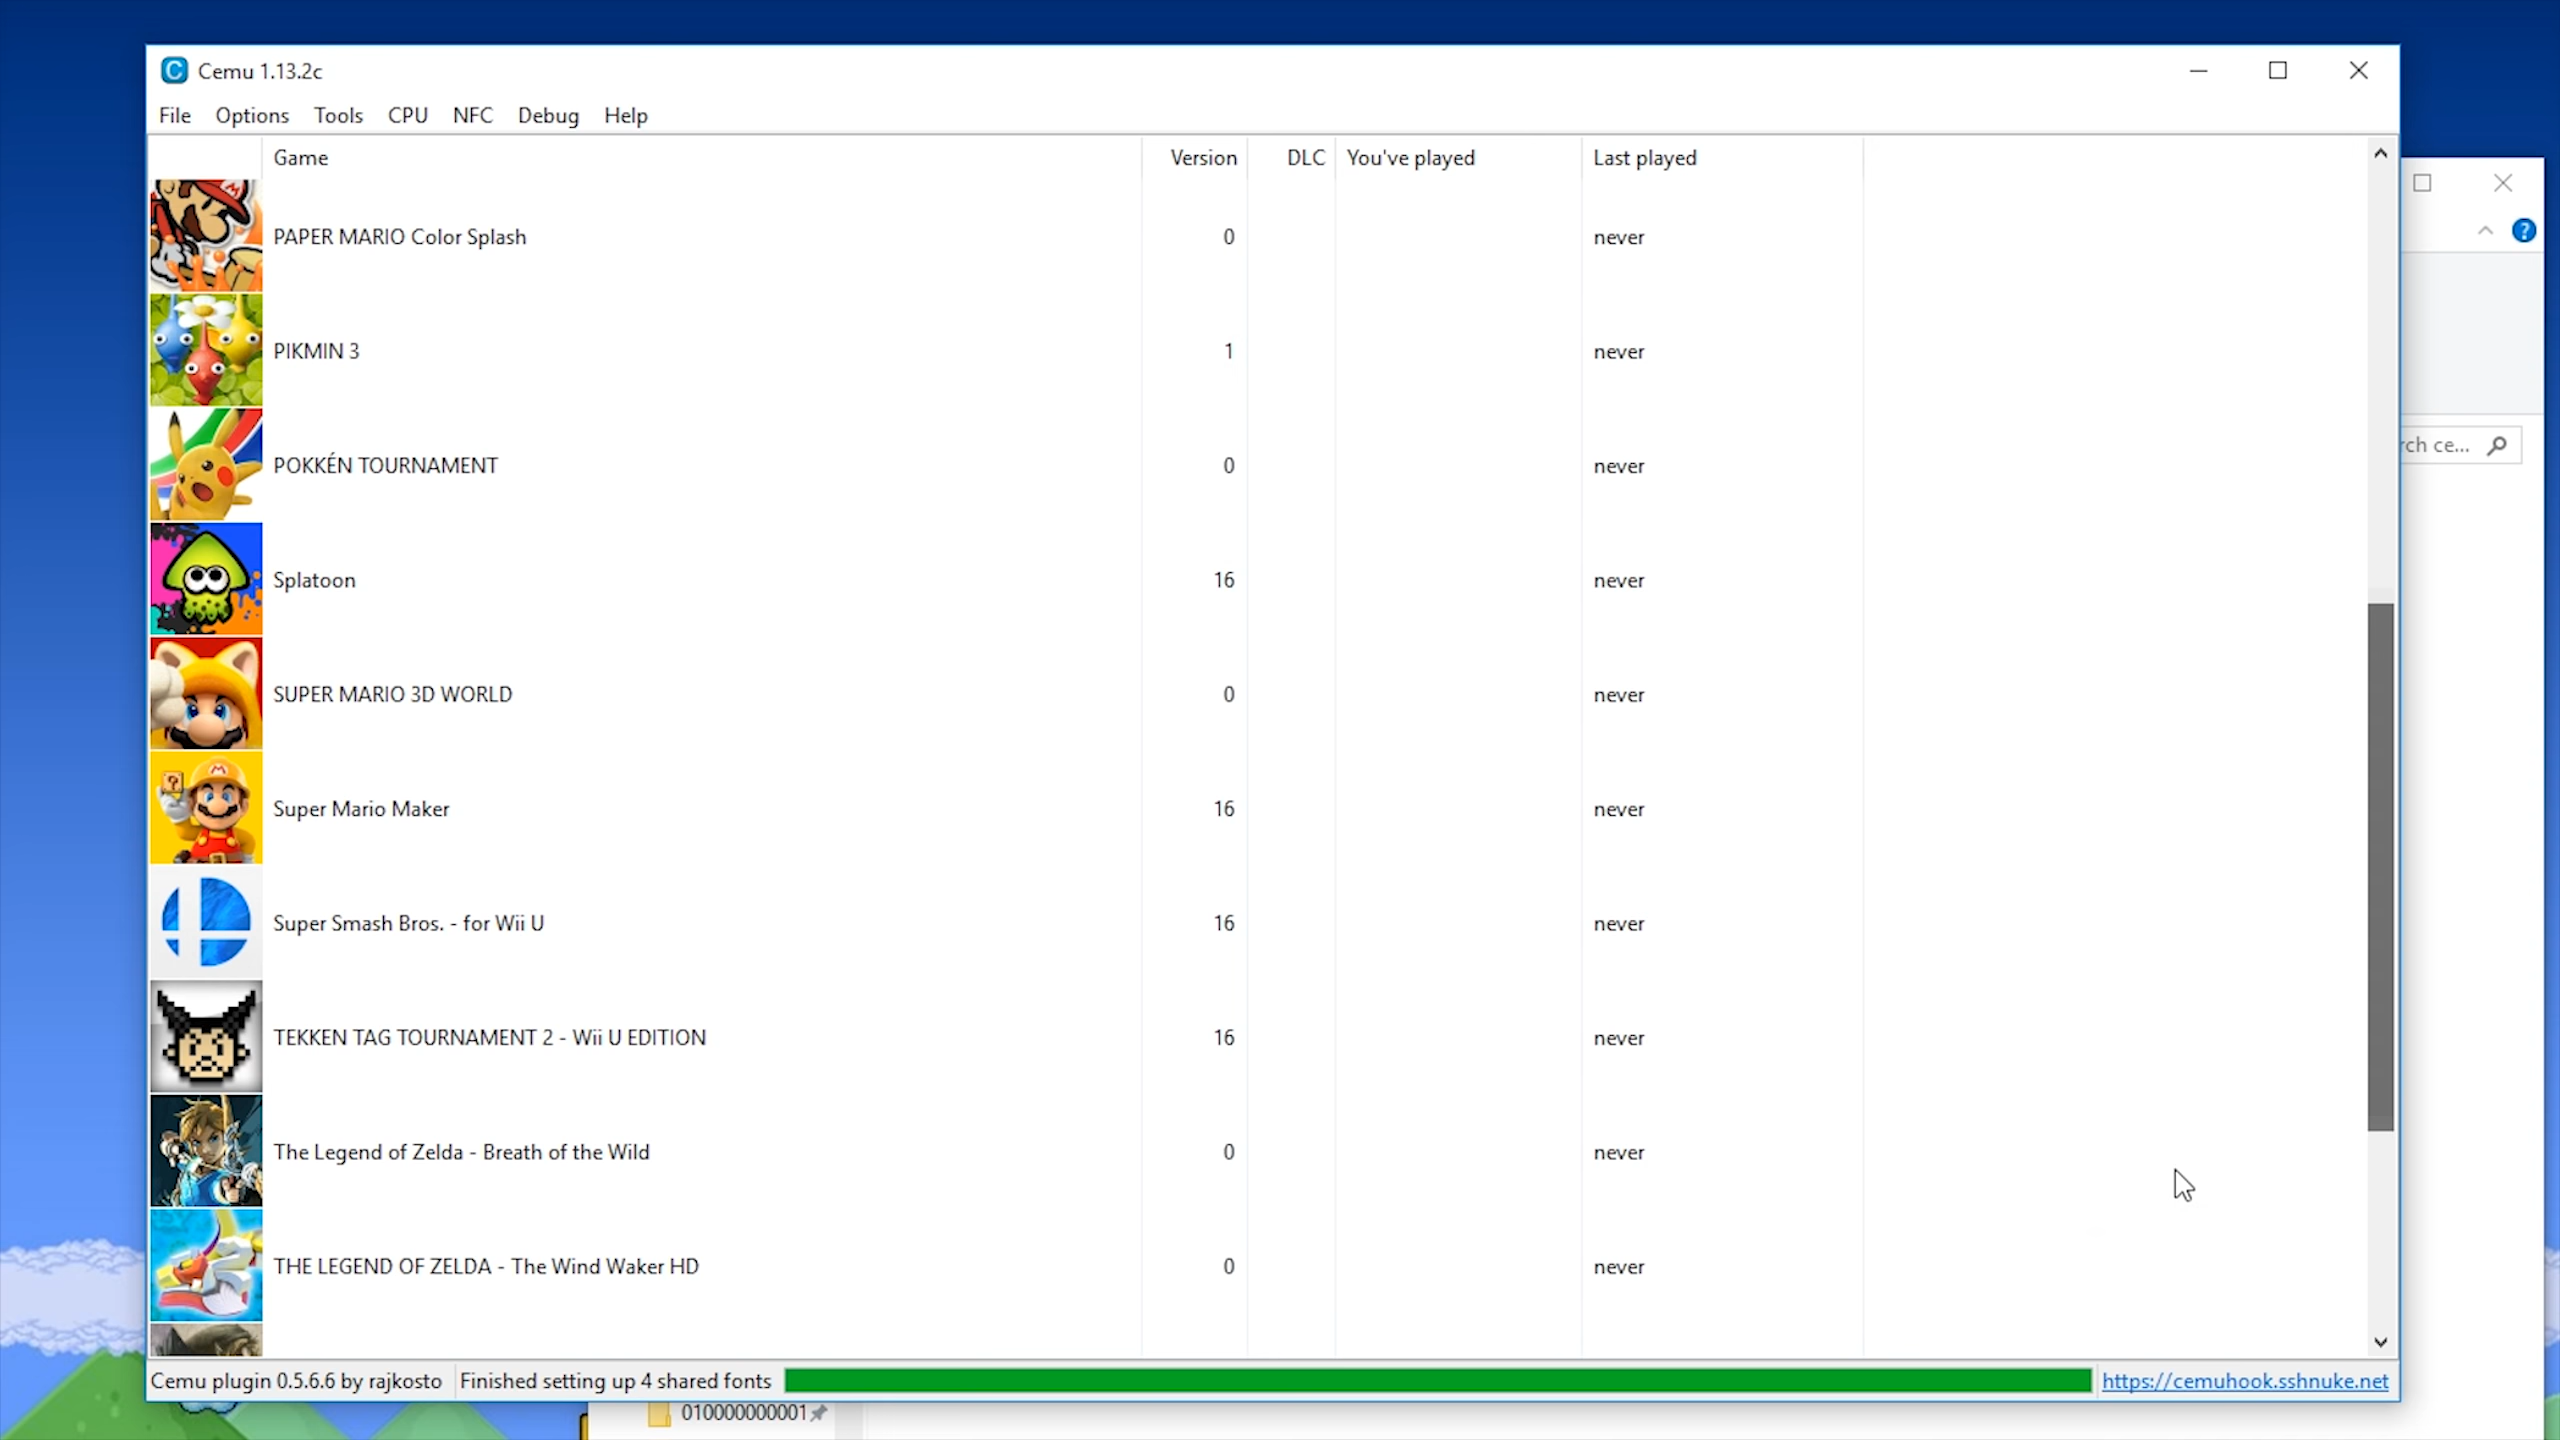 Cemu 1.13.2c
File Options Tools CPU NFC Debug Help
Game Version DLC You've played Last played
PAPER MARIO Color Splash 0 never
PIKMIN 3 1 never
POKKÉN TOURNAMENT 0 never
Splatoon 16 never
SUPER MARIO 3D WORLD 0 never
Super Mario Maker 16 never
Super Smash Bros. - for Wii U 16 never
TEKKEN TAG TOURNAMENT 2 - Wii U EDITION 16 never
The Legend of Zelda - Breath of the Wild 0 never
THE LEGEND OF ZELDA - The Wind Waker HD 0 never
Cemu plugin 0.5.6.6 by rajkosto Finished setting up 4 shared fonts https://cemuhook.sshnuke.net
rch ce...
010000000001